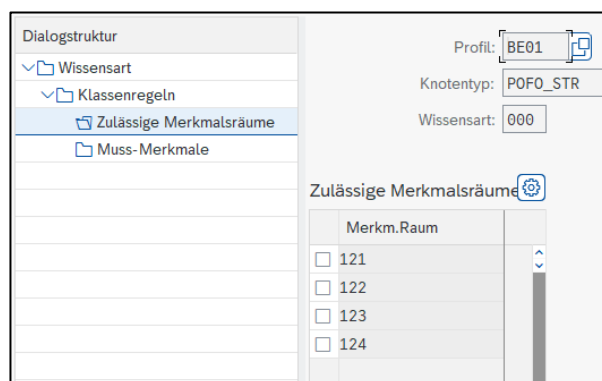 Dialogstruktur
Wissensart
Klassenregeln
Zulässige Merkmalsräume
Muss-Merkmale
Profil: BE01
Knotentyp: POFO_STR
Wissensart: 000
Zulässige Merkmalsräume
Merkm.Raum
121
122
123
124